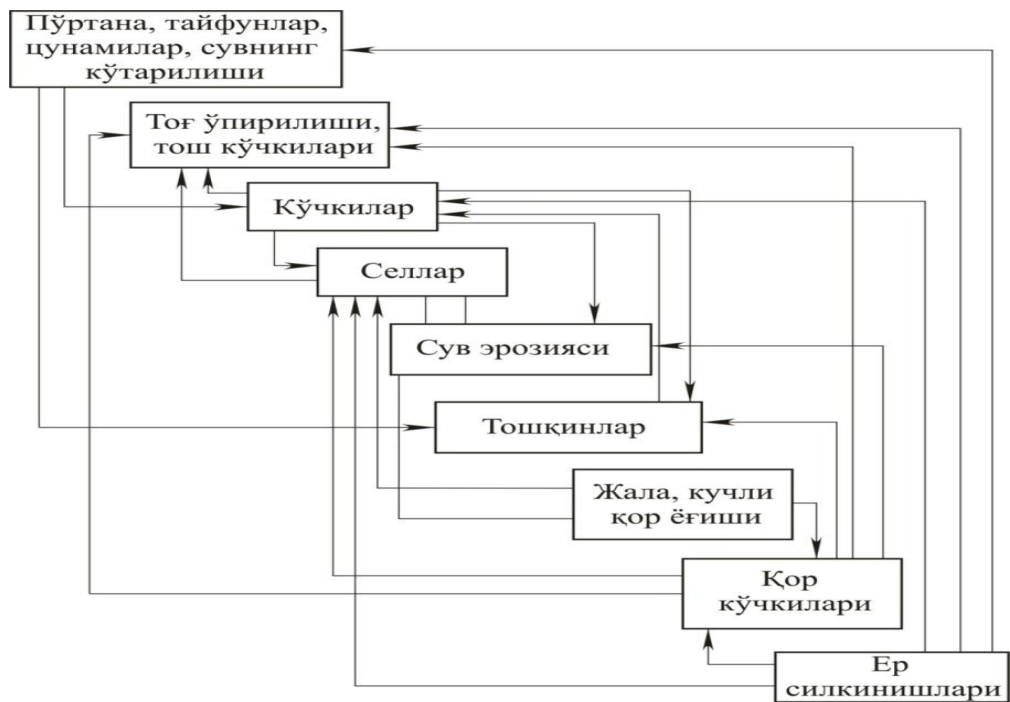 Пўртана, тайфунлар,
цунамилар, сувнинг
кўтарилиши
Тоғ ўпирилиши,
тош кўчкилари
Кўчкилар
Селлар
Сув эрозияси
Тошқинлар
Жала, кучли
қор ёғиши
Қор
кўчкилари
Ер
силкинишлари